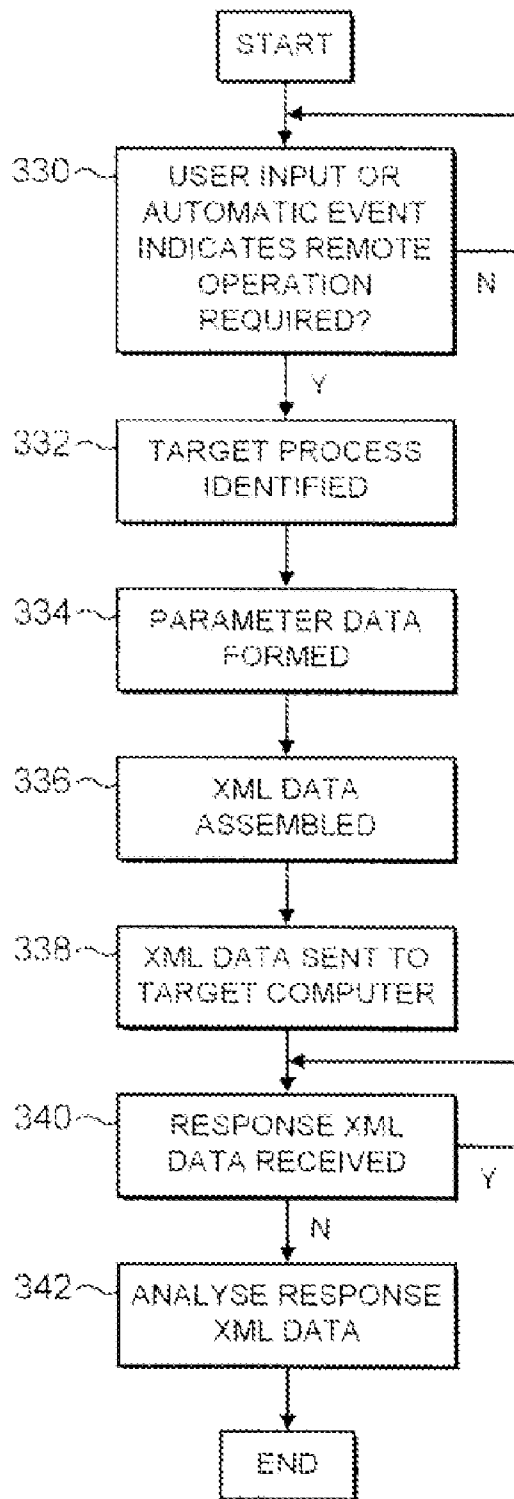 START
330
USER INPUT OR
AUTOMATIC EVENT
INDICATES REMOTE
OPERATION
REQUIRED?
N
Y
332
TARGET PROCESS
IDENTIFIED
334
PARAMETER DATA
FORMED
336
XML DATA
ASSEMBLED
338
XML DATA SENT TO
TARGET COMPUTER
340
RESPONSE XML
DATA RECEIVED
Y
N
342
ANALYSE RESPONSE
XML DATA
END